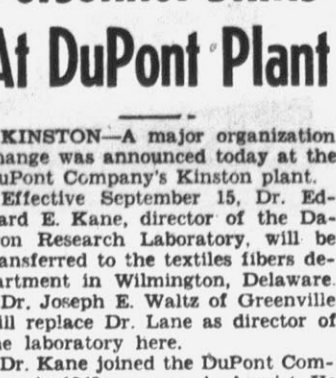 At DuPont Plant
KINSTON—A major organization
hange was announced today at the
uPont Company's Kinston plant.
Effective September 15, Dr. Ed-
ard E. Kane, director of the Da-
on Research Laboratory, will be
ansferred to the textiles fibers de-
artment in Wilmington, Delaware.
Dr. Joseph E. Waltz of Greenville
ill replace Dr. Lane as director of
he laboratory here.
Dr. Kane joined the DuPont Com-